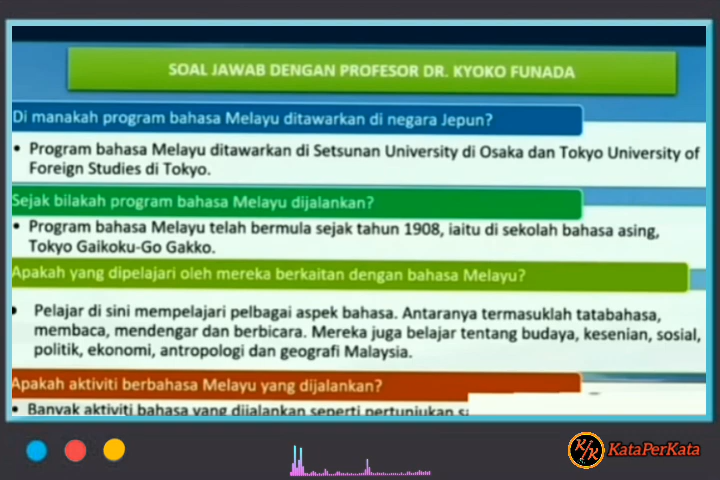 SOAL JAWAB DENGAN PROFESOR DR. KYOKO FUNADA
Di manakah program bahasa Melayu ditawarkan di negara Jepun?
• Program bahasa Melayu ditawarkan di Setsunan University di Osaka dan Tokyo University of
Foreign Studies di Tokyo.
Sejak bilakah program bahasa Melayu dijalankan?
• Program bahasa Melayu telah bermula sejak tahun 1908, iaitu di sekolah bahasa asing,
Tokyo Gaikoku-Go Gakko.
Apakah yang dipelajari oleh mereka berkaitan dengan bahasa Melayu?
• Pelajar di sini mempelajari pelbagai aspek bahasa. Antaranya termasuklah tatabahasa,
membaca, mendengar dan berbicara. Mereka juga belajar tentang budaya, kesenian, sosial,
politik, ekonomi, antropologi dan geografi Malaysia.
Apakah aktiviti berbahasa Melayu yang dijalankan?
• Banyak aktiviti bahasa yang dijalankan seperti pertunjukan
K/K KataPerKata